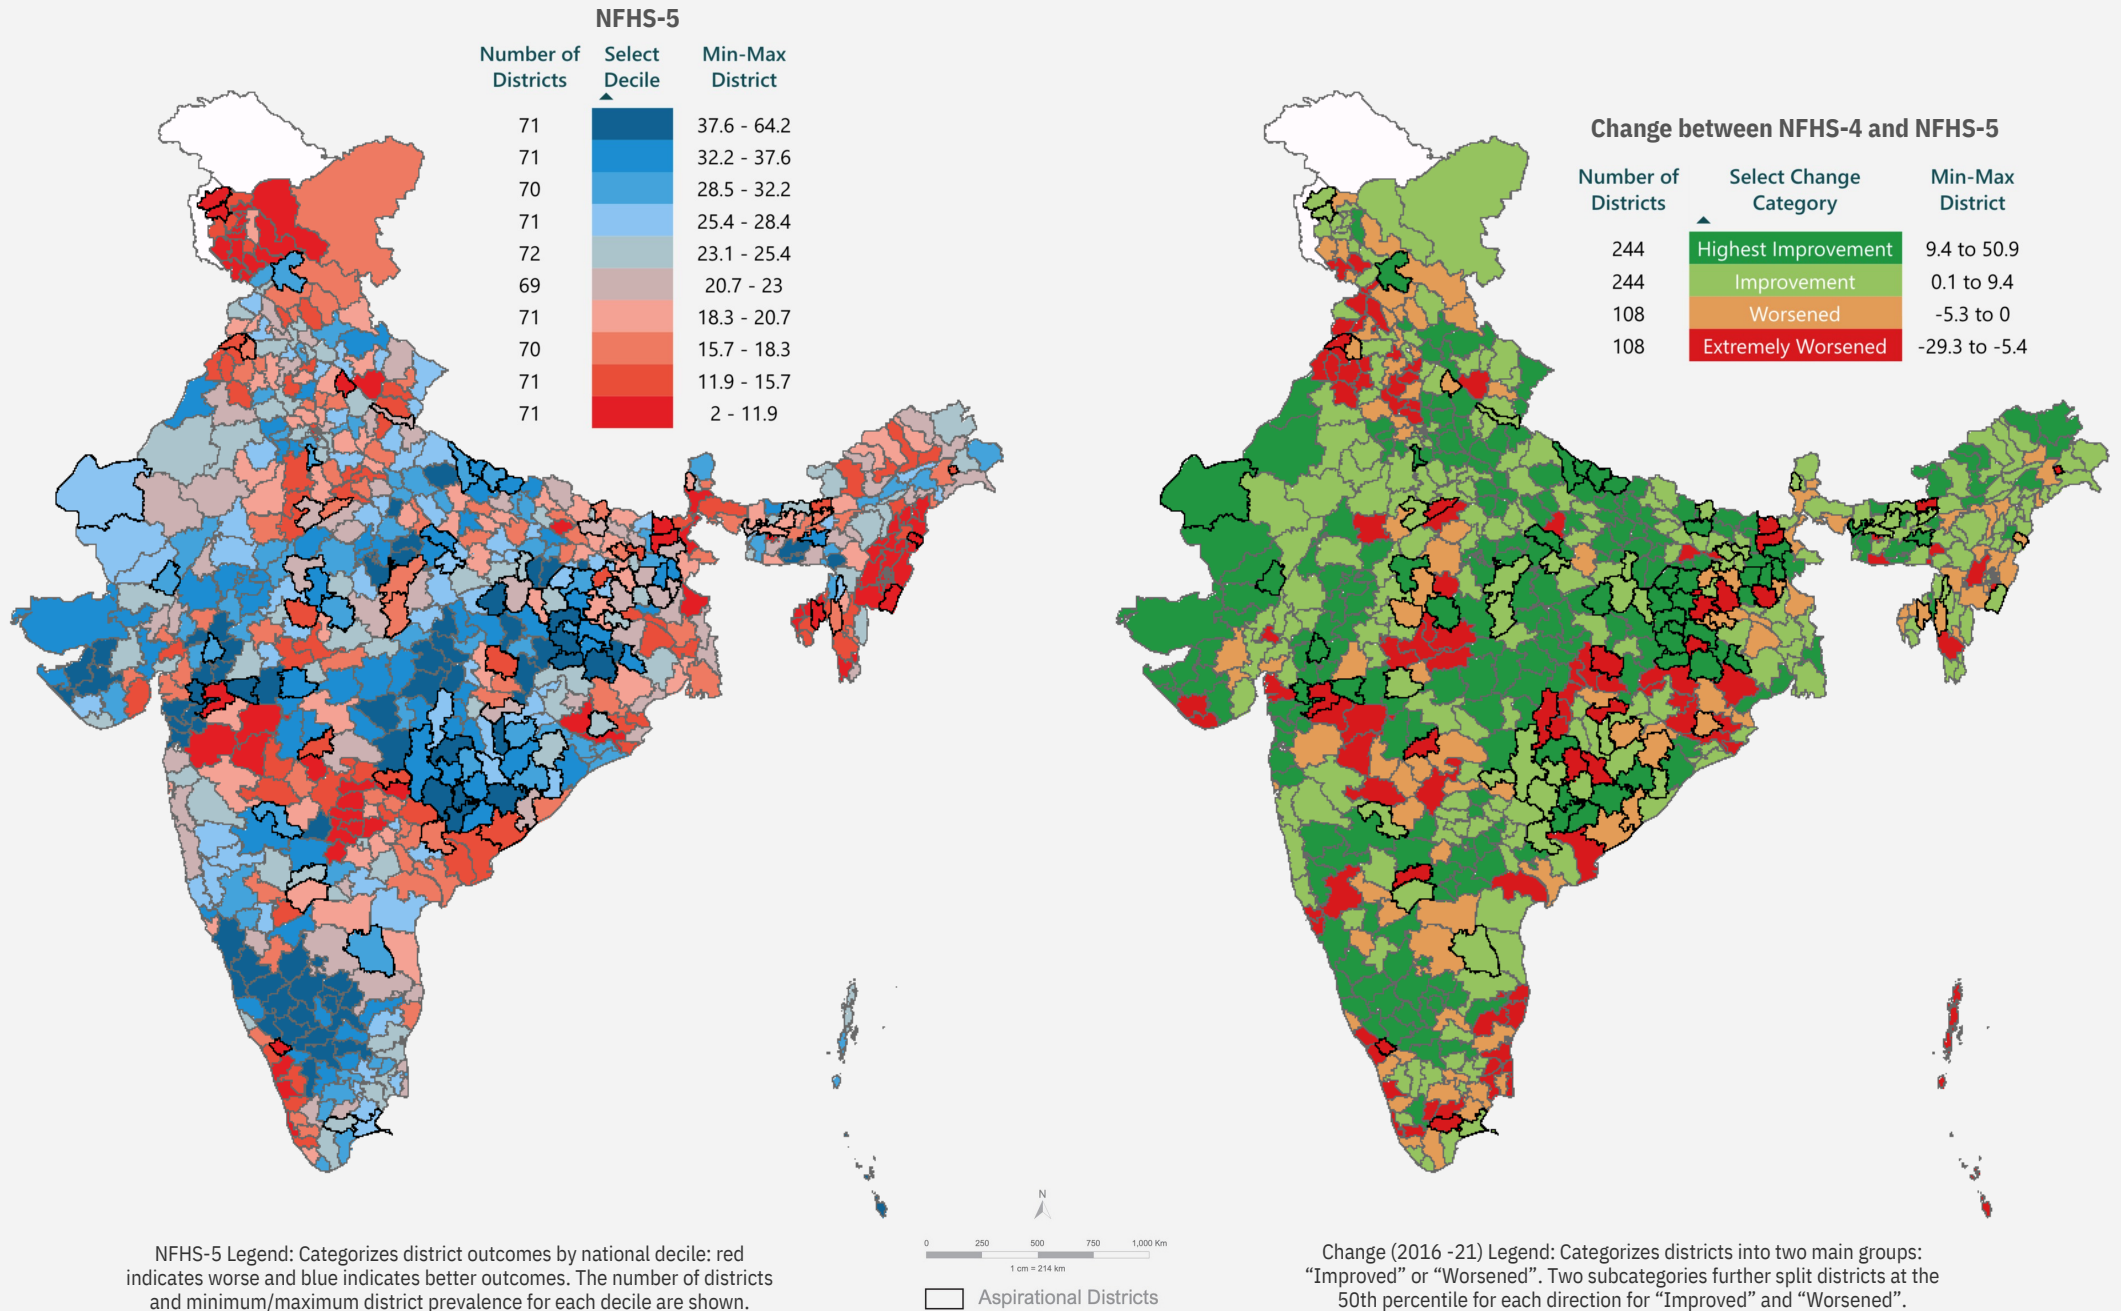 NFHS-5
Number of Districts Select Decile Min-Max District
71 37.6 - 64.2
71 32.2 - 37.6
70 28.5 - 32.2
71 25.4 - 28.4
72 23.1 - 25.4
69 20.7 - 23
71 18.3 - 20.7
70 15.7 - 18.3
71 11.9 - 15.7
71 2 - 11.9
Change between NFHS-4 and NFHS-5
Number of Districts Select Change Category Min-Max District
244 Highest Improvement 9.4 to 50.9
244 Improvement 0.1 to 9.4
108 Worsened -5.3 to 0
108 Extremely Worsened -29.3 to -5.4
NFHS-5 Legend: Categorizes district outcomes by national decile: red
indicates worse and blue indicates better outcomes. The number of districts
and minimum/maximum district prevalence for each decile are shown.
N
0 250 500 750 1,000 Km
1 cm = 214 km
Aspirational Districts
Change (2016 -21) Legend: Categorizes districts into two main groups:
“Improved” or “Worsened”. Two subcategories further split districts at the
50th percentile for each direction for “Improved” and “Worsened”.